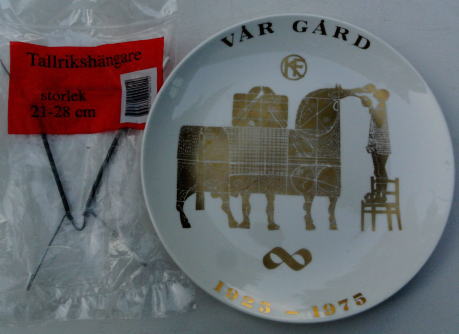 Tallrikshängare
storlek
21-28 cm
VÅR GÅRD
KF
1925 - 1975